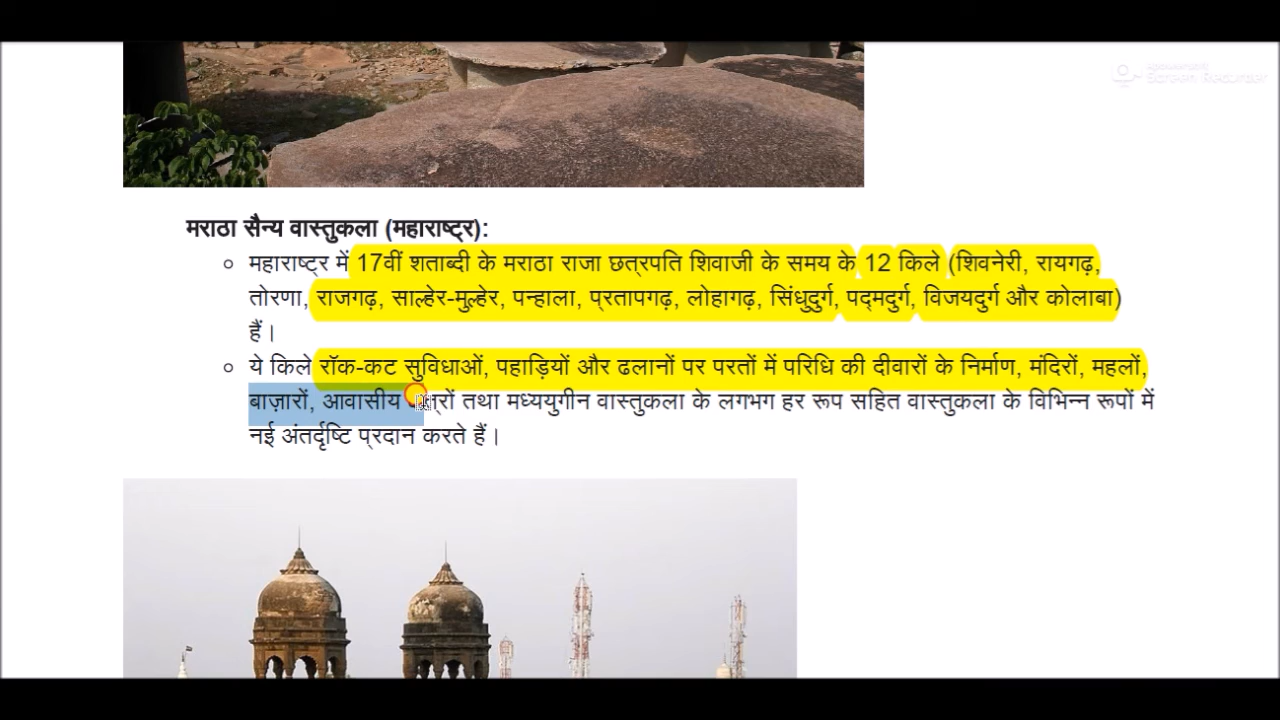 Screen Recorder
मराठा सैन्य वास्तुकला (महाराष्ट्र):
महाराष्ट्र में 17वीं शताब्दी के मराठा राजा छत्रपति शिवाजी के समय के 12 किले (शिवनेरी, रायगढ़,
तोरणा, राजगढ़, साल्हेर-मुल्हेर, पन्हाला, प्रतापगढ़, लोहागढ़, सिंधुदुर्ग, पद्मदुर्ग, विजयदुर्ग और कोलाबा)
हैं।
ये किले रॉक-कट सुविधाओं, पहाड़ियों और ढलानों पर परतों में परिधि की दीवारों के निर्माण, मंदिरों, महलों,
बाज़ारों, आवासीय तथा मध्ययुगीन वास्तुकला के लगभग हर रूप सहित वास्तुकला के विभिन्न रूपों में
नई अंतर्दृष्टि प्रदान करते हैं।